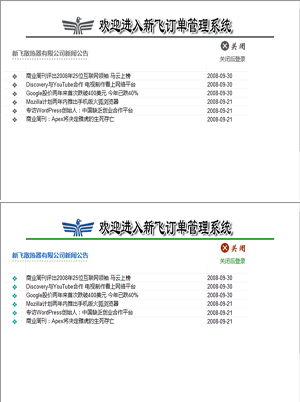 欢迎进入新飞订单管理系统
关闭
新飞散热器有限公司新闻公告
关闭后登录
商业周刊评出2008年25位互联网领袖 马云上榜 2008-09-30
Discovery与YouTube合作 电视制作看上网络平台 2008-09-30
Google股价两年来首次跌破400美元 今年已跌40% 2008-09-30
Mozilla计划两年内推出手机版火狐浏览器 2008-09-21
专访WordPress创始人：中国缺乏创业合作平台 2008-09-21
商业周刊：Apex将决定雅虎的生死存亡 2008-09-21
欢迎进入新飞订单管理系统
关闭
新飞散热器有限公司新闻公告
关闭后登录
商业周刊评出2008年25位互联网领袖 马云上榜 2008-09-30
Discovery与YouTube合作 电视制作看上网络平台 2008-09-30
Google股价两年来首次跌破400美元 今年已跌40% 2008-09-30
Mozilla计划两年内推出手机版火狐浏览器 2008-09-21
专访WordPress创始人：中国缺乏创业合作平台 2008-09-21
商业周刊：Apex将决定雅虎的生死存亡 2008-09-21